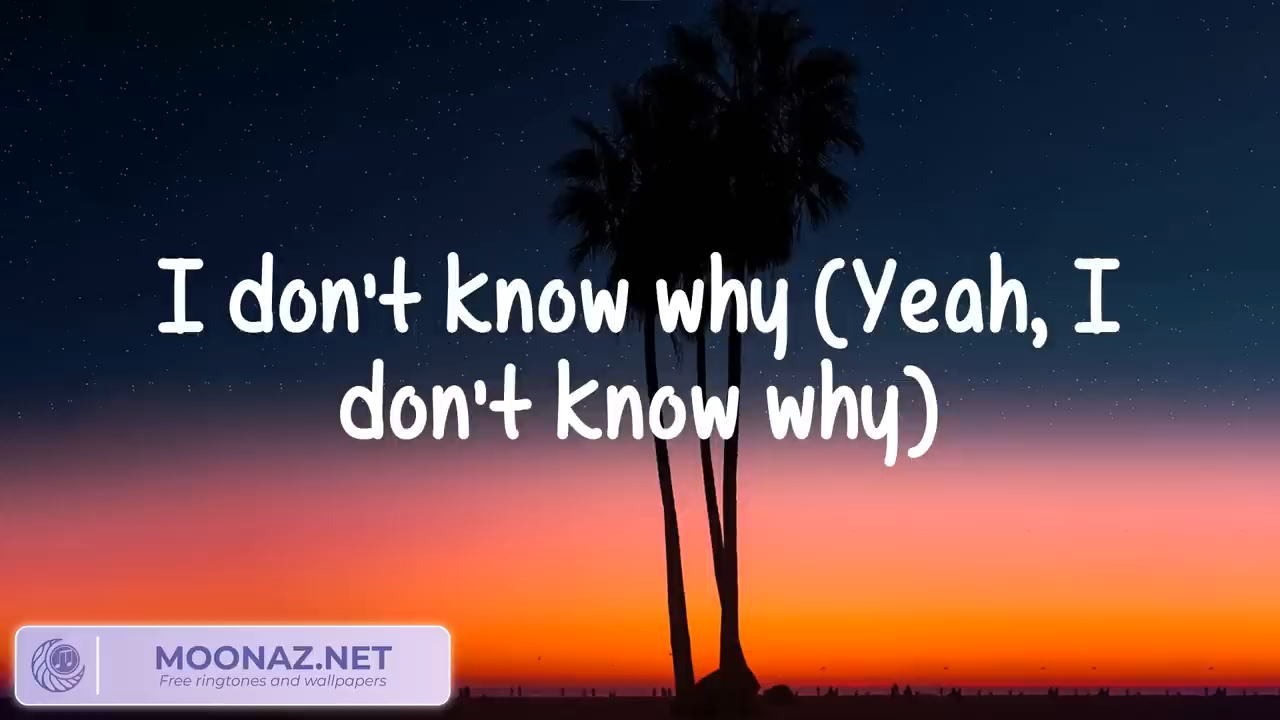 I don't know why (Yeah, I
don't know why)
MOONAZ.NET
Free ringtones and wallpapers